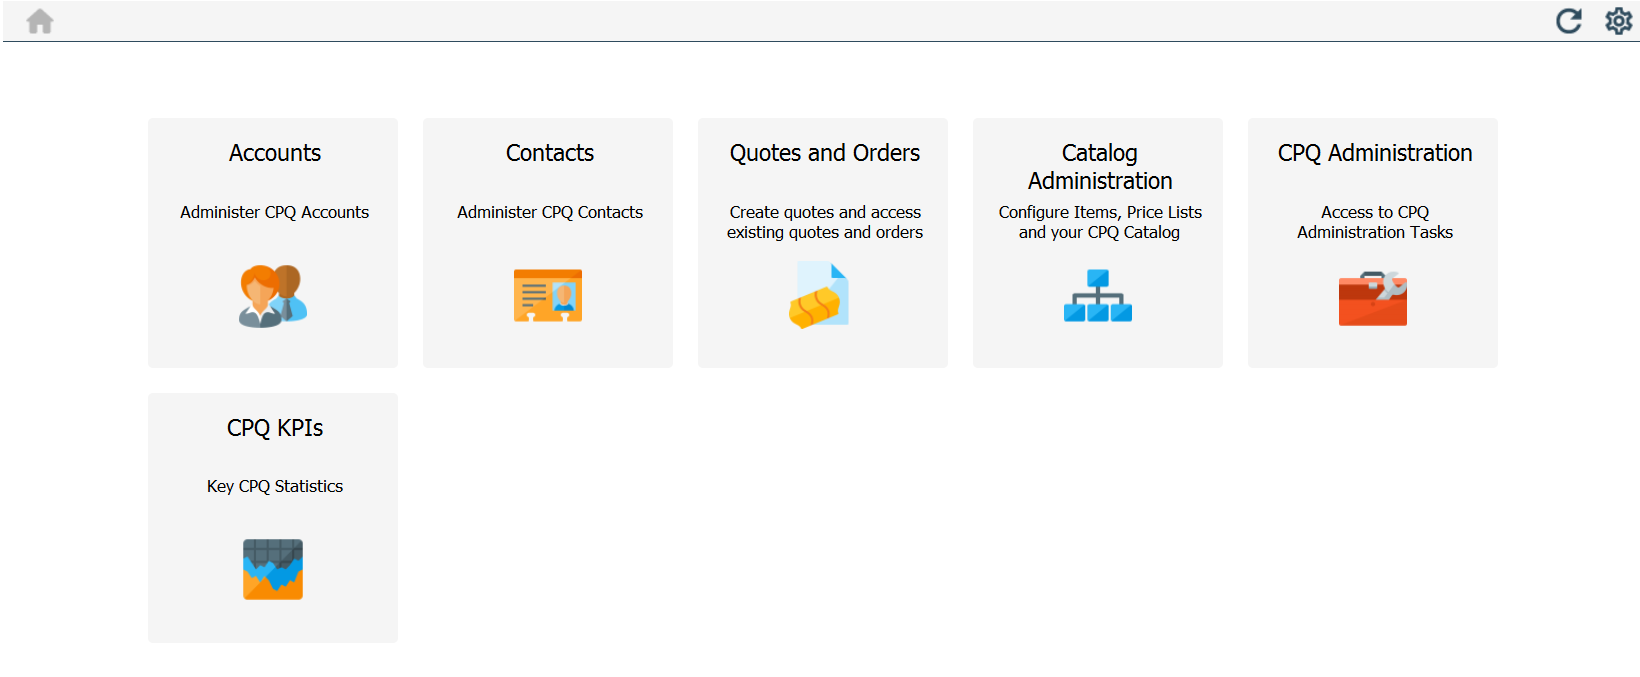 Accounts
Administer CPQ Accounts
Contacts
Administer CPQ Contacts
Quotes and Orders
Create quotes and access
existing quotes and orders
Catalog
Administration
Configure Items, Price Lists
and your CPQ Catalog
CPQ Administration
Access to CPQ
Administration Tasks
CPQ KPIs
Key CPQ Statistics